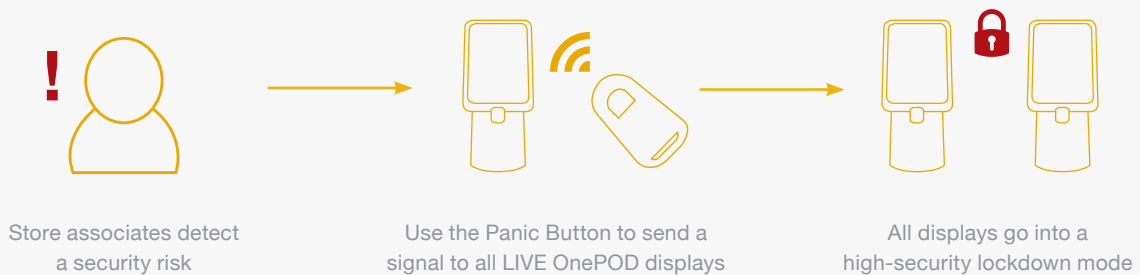 !
Store associates detect
a security risk
Use the Panic Button to send a
signal to all LIVE OnePOD displays
All displays go into a
high-security lockdown mode